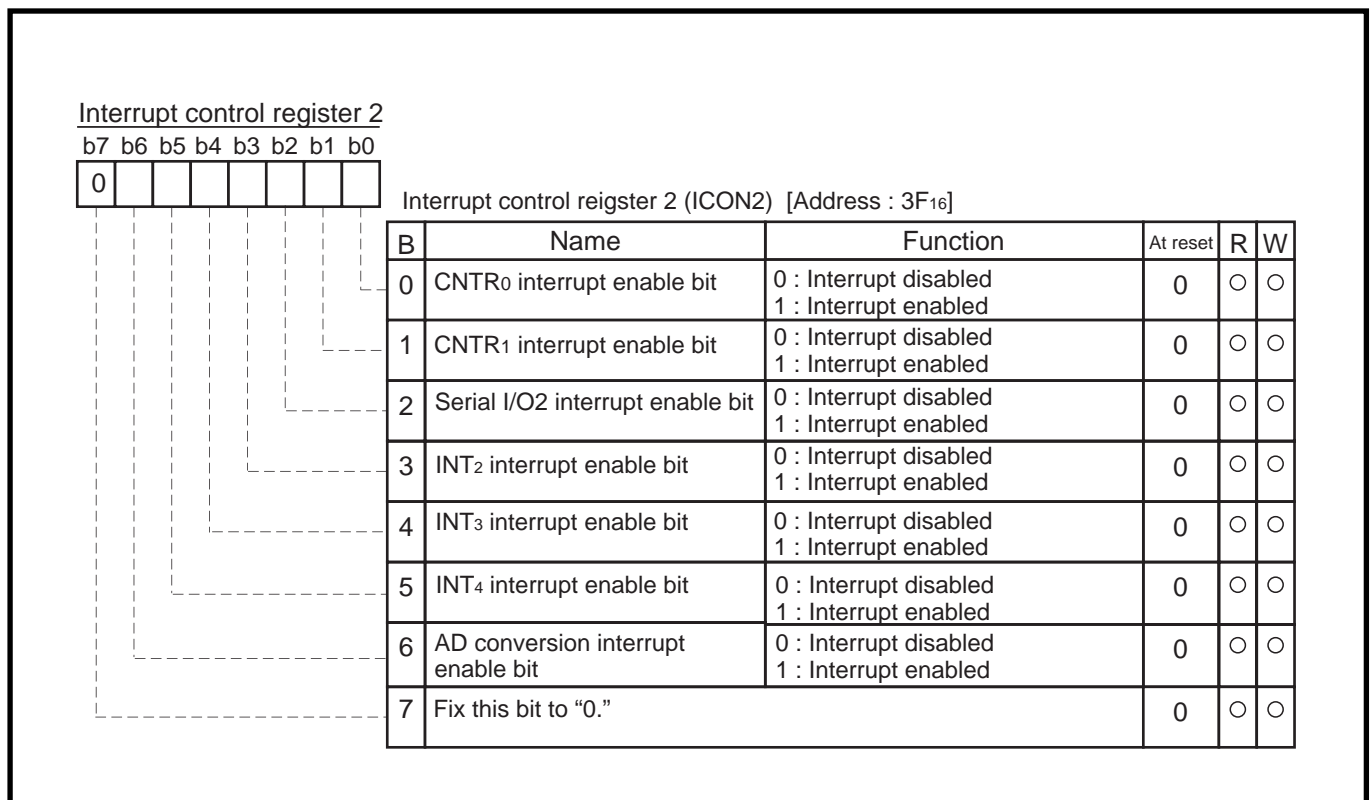 Interrupt control register 2
b7 b6 b5 b4 b3 b2 b1 b0
0
Interrupt control reigster 2 (ICON2) [Address : 3F16]
B Name Function At reset R W
0 CNTR0 interrupt enable bit 0 : Interrupt disabled 0 ○ ○
1 : Interrupt enabled
1 CNTR1 interrupt enable bit 0 : Interrupt disabled 0 ○ ○
1 : Interrupt enabled
2 Serial I/O2 interrupt enable bit 0 : Interrupt disabled 0 ○ ○
1 : Interrupt enabled
3 INT2 interrupt enable bit 0 : Interrupt disabled 0 ○ ○
1 : Interrupt enabled
4 INT3 interrupt enable bit 0 : Interrupt disabled 0 ○ ○
1 : Interrupt enabled
5 INT4 interrupt enable bit 0 : Interrupt disabled 0 ○ ○
1 : Interrupt enabled
6 AD conversion interrupt 0 : Interrupt disabled 0 ○ ○
enable bit 1 : Interrupt enabled
7 Fix this bit to “0.” 0 ○ ○